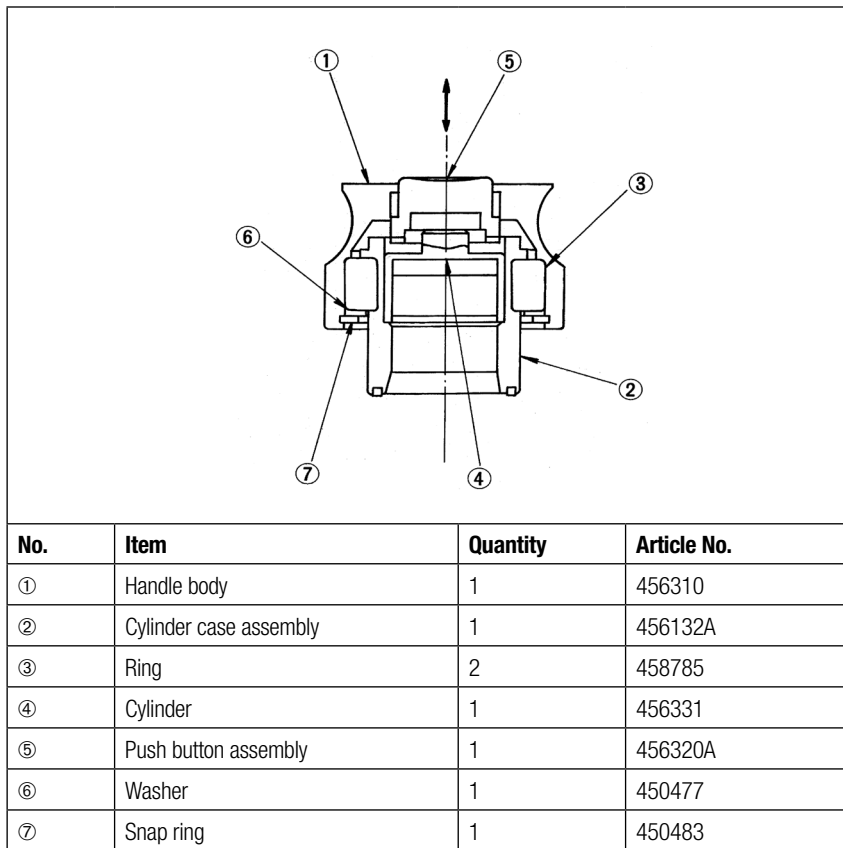 ① ⑤
③
⑥
②
⑦ ④
No. Item Quantity Article No.
① Handle body 1 456310
② Cylinder case assembly 1 456132A
③ Ring 2 458785
④ Cylinder 1 456331
⑤ Push button assembly 1 456320A
⑥ Washer 1 450477
⑦ Snap ring 1 450483